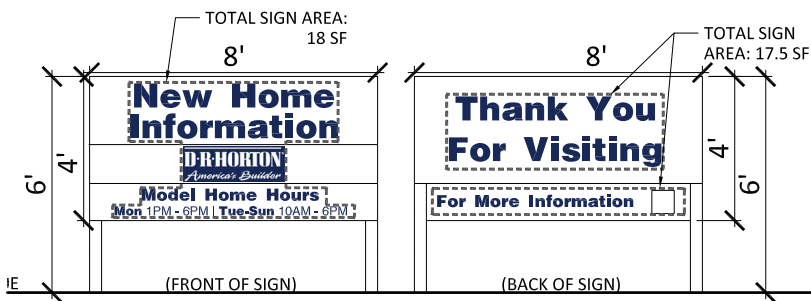 TOTAL SIGN AREA:
18 SF
8'
6'
4'
New Home
Information
D·R·HORTON
America's Builder
Model Home Hours
Mon 1PM - 6PM | Tue-Sun 10AM - 6PM
(FRONT OF SIGN)
TOTAL SIGN
AREA: 17.5 SF
8'
Thank You
For Visiting
For More Information
4'
6'
(BACK OF SIGN)